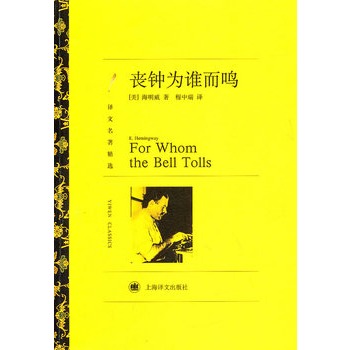 丧钟为谁而鸣
[美] 海明威 著 程中瑞 译
译文名著精选
YIWEN CLASSICS
E. Hemingway
For Whom
the Bell Tolls
上海译文出版社